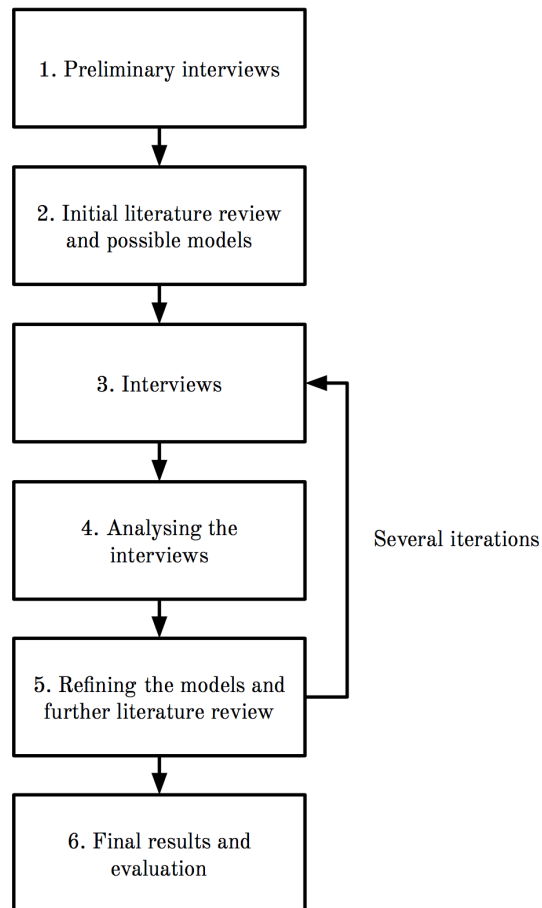 1. Preliminary interviews
2. Initial literature review
and possible models
3. Interviews
4. Analysing the
interviews
Several iterations
5. Refining the models and
further literature review
6. Final results and
evaluation